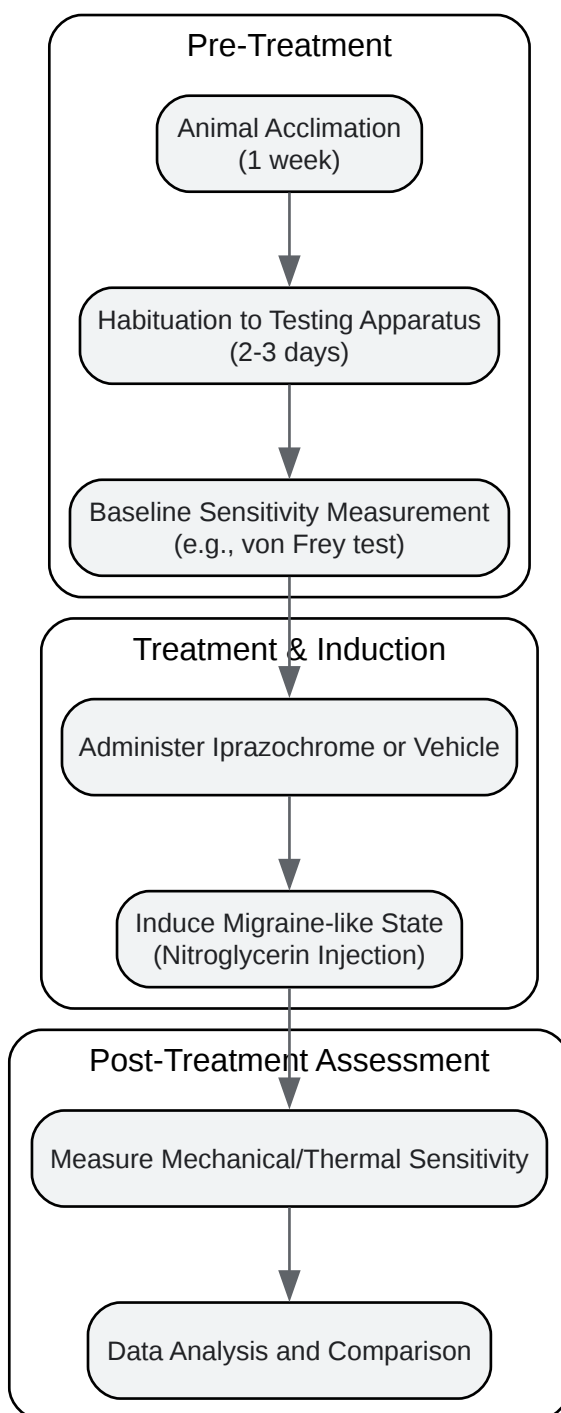 Pre-Treatment
Animal Acclimation
(1 week)
Habituation to Testing Apparatus
(2-3 days)
Baseline Sensitivity Measurement
(e.g., von Frey test)
Treatment & Induction
Administer Iprazochrome or Vehicle
Induce Migraine-like State
(Nitroglycerin Injection)
Post-Treatment Assessment
Measure Mechanical/Thermal Sensitivity
Data Analysis and Comparison